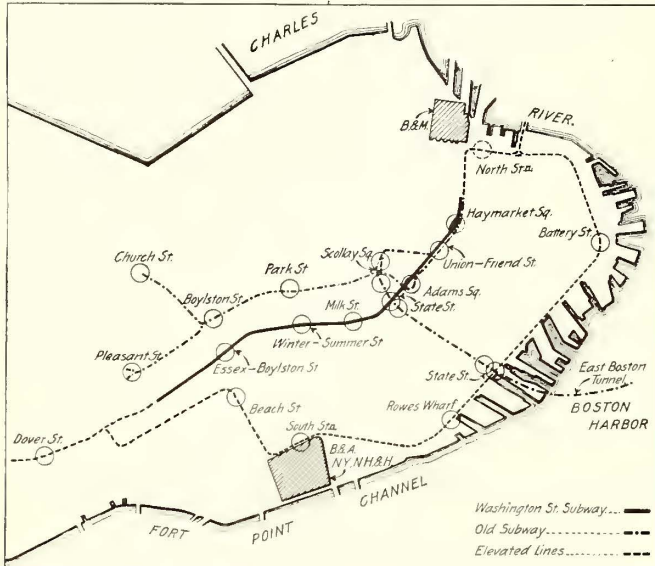 CHARLES
RIVER.
B.&M.
North Sta.
Haymarket Sq.
Battery St.
Church St.
Scollay Sq.
Park St
Union-Friend St.
Boylston St.
Adams Sq.
State St.
Milk St.
Winter-Summer St
Pleasant St.
Essex-Boylston St
State St.
East Boston
Tunnel
Beach St
Rowes Wharf
BOSTON
HARBOR
Dover St.
South Sta
B.&A.
N.Y., N.H.&H.
FORT POINT CHANNEL
Washington St. Subway
Old Subway
Elevated Lines